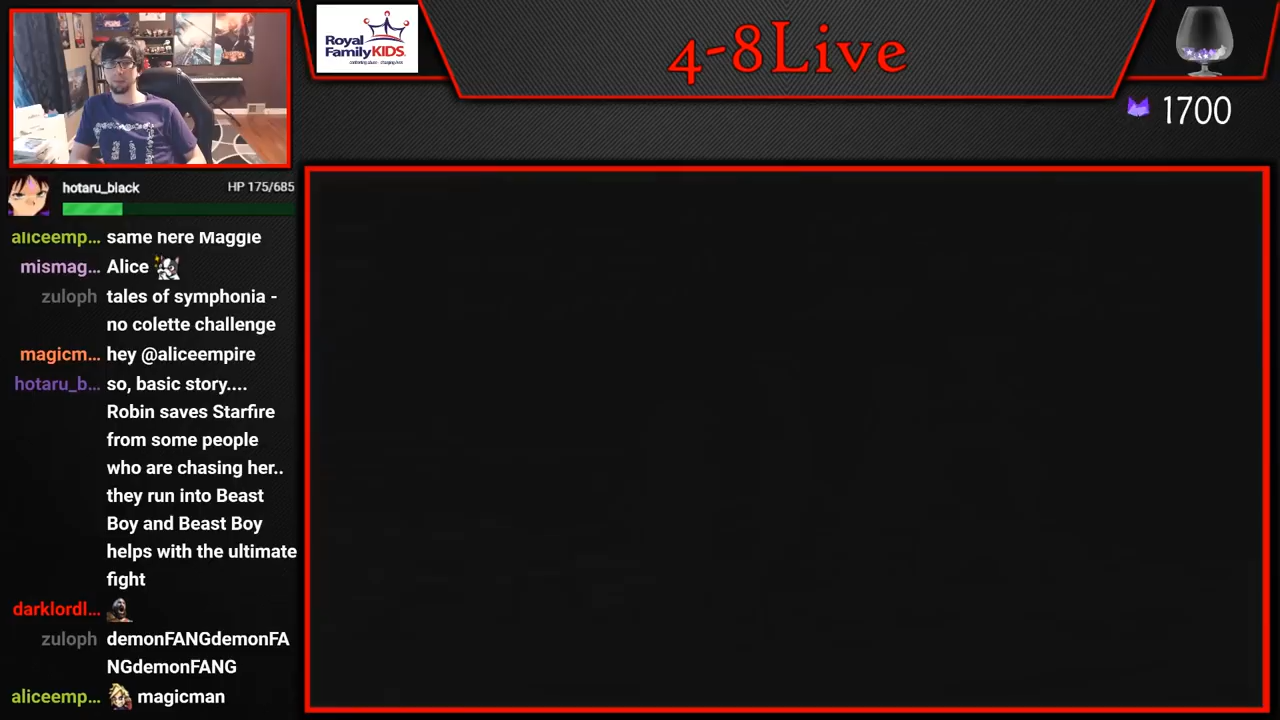 Royal
FamilyKIDS.
4-8Live
1700
hotaru_black HP 175/685
aliceemp... same here Maggie
mismag... Alice
zuloph tales of symphonia -
no colette challenge
magicm... hey @aliceempire
hotaru_b... so, basic story....
Robin saves Starfire
from some people
who are chasing her..
they run into Beast
Boy and Beast Boy
helps with the ultimate
fight
darklordl...
zuloph demonFANGdemonFA
NGdemonFANG
aliceemp... magicman